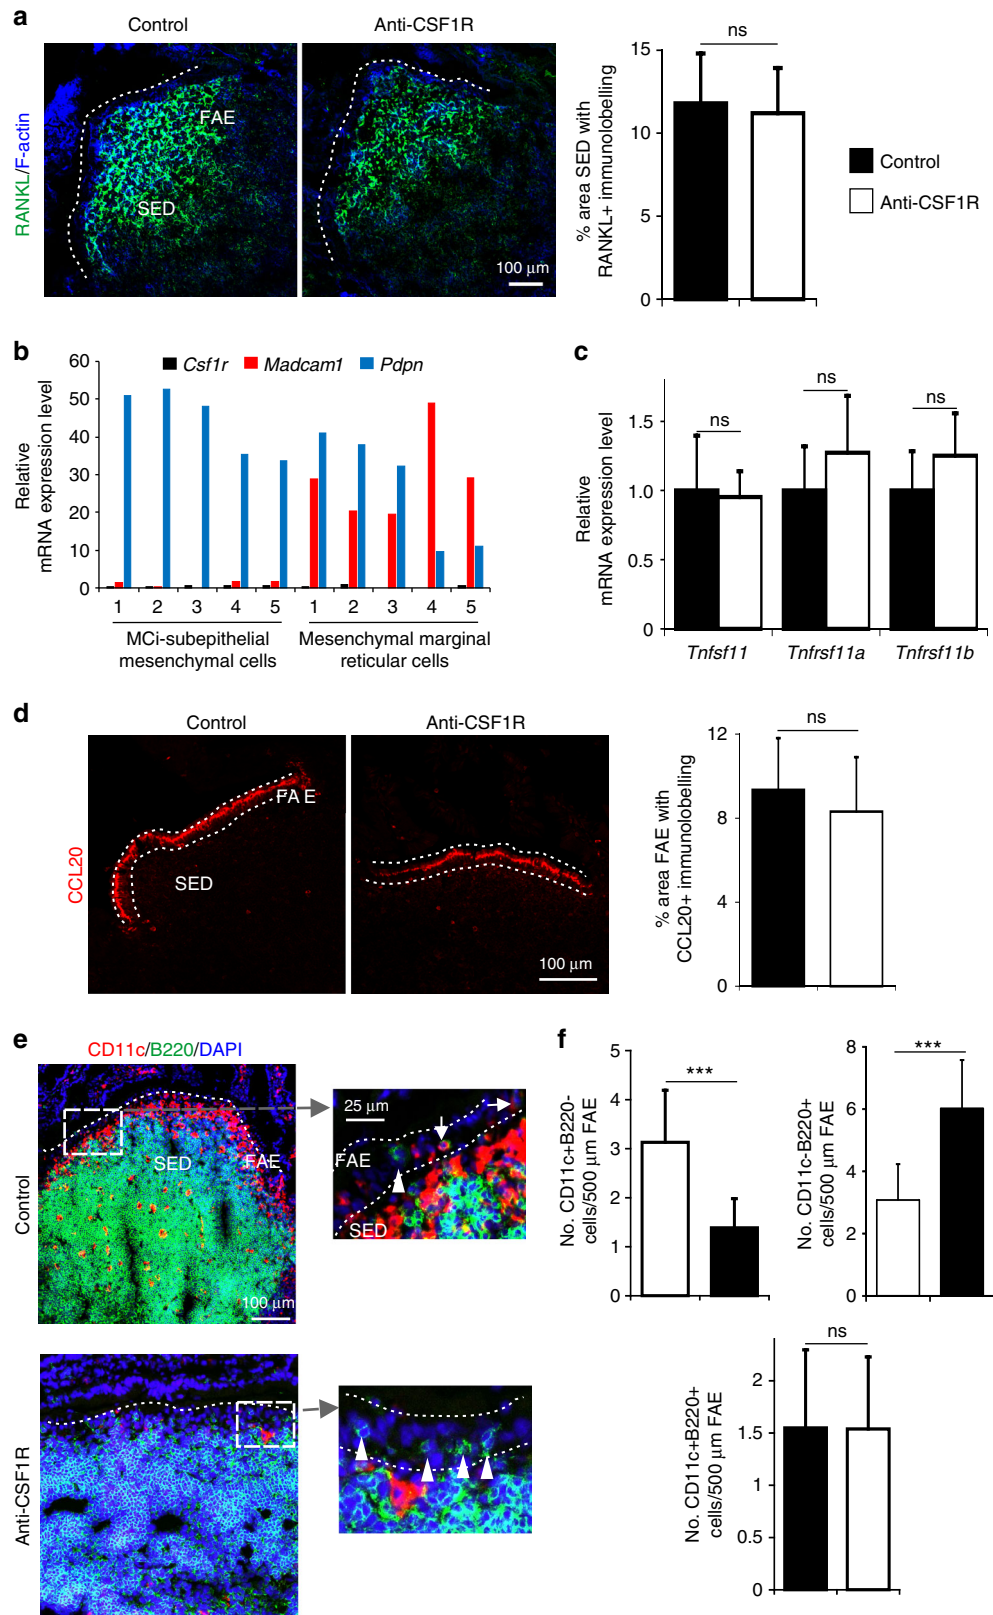 a
Control
Anti-CSF1R
RANKL/F-actin
FAE
SED
100 µm
ns
15
10
5
0
% area SED with
RANKL+ immunolobelling
Control
Anti-CSF1R
b
Csf1r
Madcam1
Pdpn
60
50
40
30
20
10
0
Relative
mRNA expression level
1 2 3 4 5 1 2 3 4 5
MCi-subepithelial
mesenchymal cells
Mesenchymal marginal
reticular cells
c
ns
ns
ns
1.5
1.0
0.5
0
Relative
mRNA expression level
Tnfsf11
Tnfrsf11a
Tnfrsf11b
d
Control
Anti-CSF1R
CCL20
FA E
SED
100 µm
ns
12
8
4
0
% area FAE with
CCL20+ immunolobelling
e
CD11c/B220/DAPI
Control
SED
FAE
100 µm
25 µm
FAE
SED
Anti-CSF1R
f
5
4
3
2
1
0
***
No. CD11c+B220-
cells/500 µm FAE
8
6
4
2
0
***
No. CD11c-B220+
cells/500 µm FAE
ns
2
1.5
1
0.5
0
No. CD11c+B220+
cells/500 µm FAE